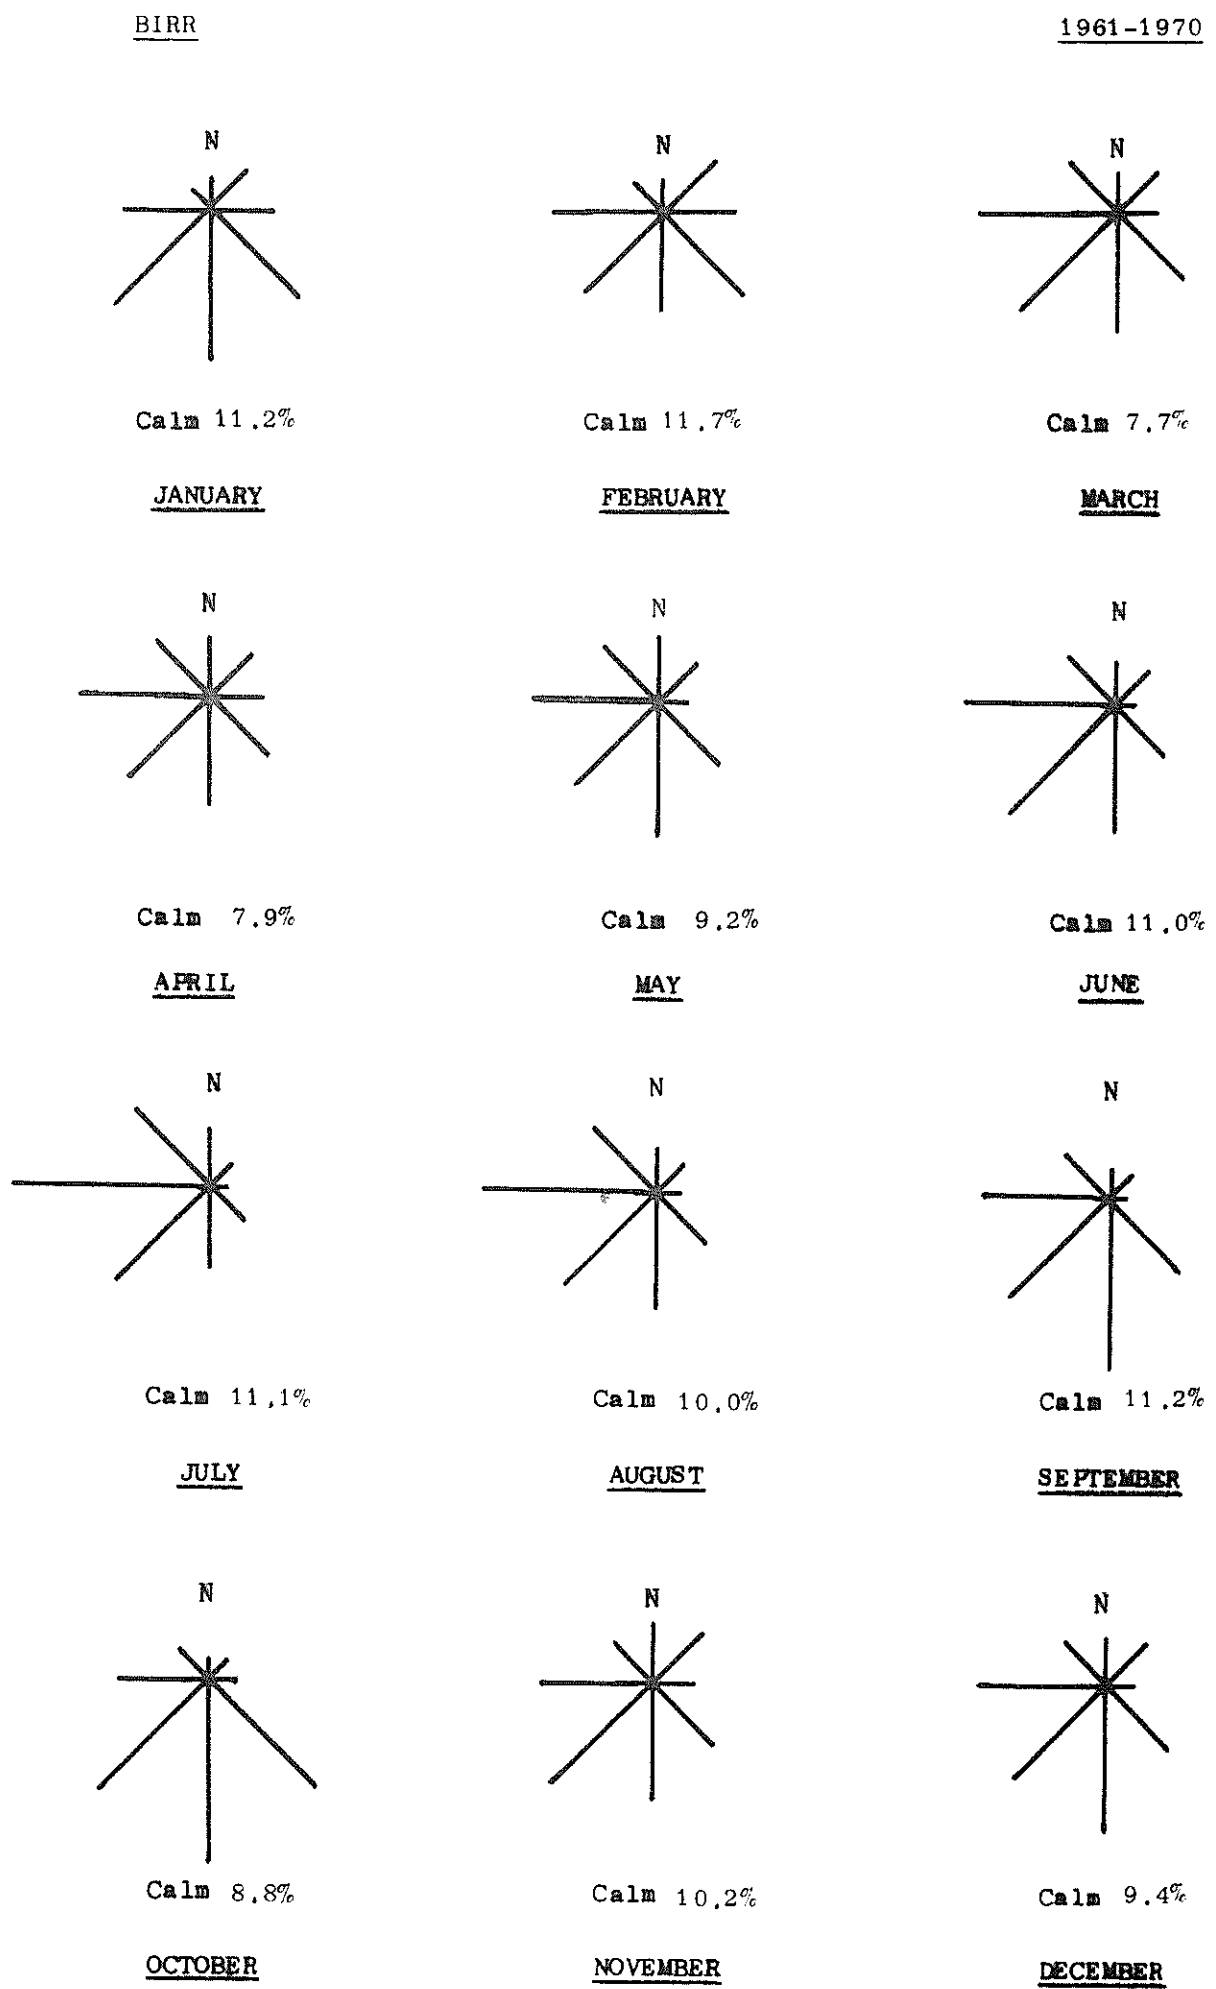 BIRR 1961-1970
N N N
Calm 11.2% Calm 11.7% Calm 7.7%
JANUARY FEBRUARY MARCH
N N N
Calm 7.9% Calm 9.2% Calm 11.0%
APRIL MAY JUNE
N N N
Calm 11.1% Calm 10.0% Calm 11.2%
JULY AUGUST SEPTEMBER
N N N
Calm 8.8% Calm 10.2% Calm 9.4%
OCTOBER NOVEMBER DECEMBER